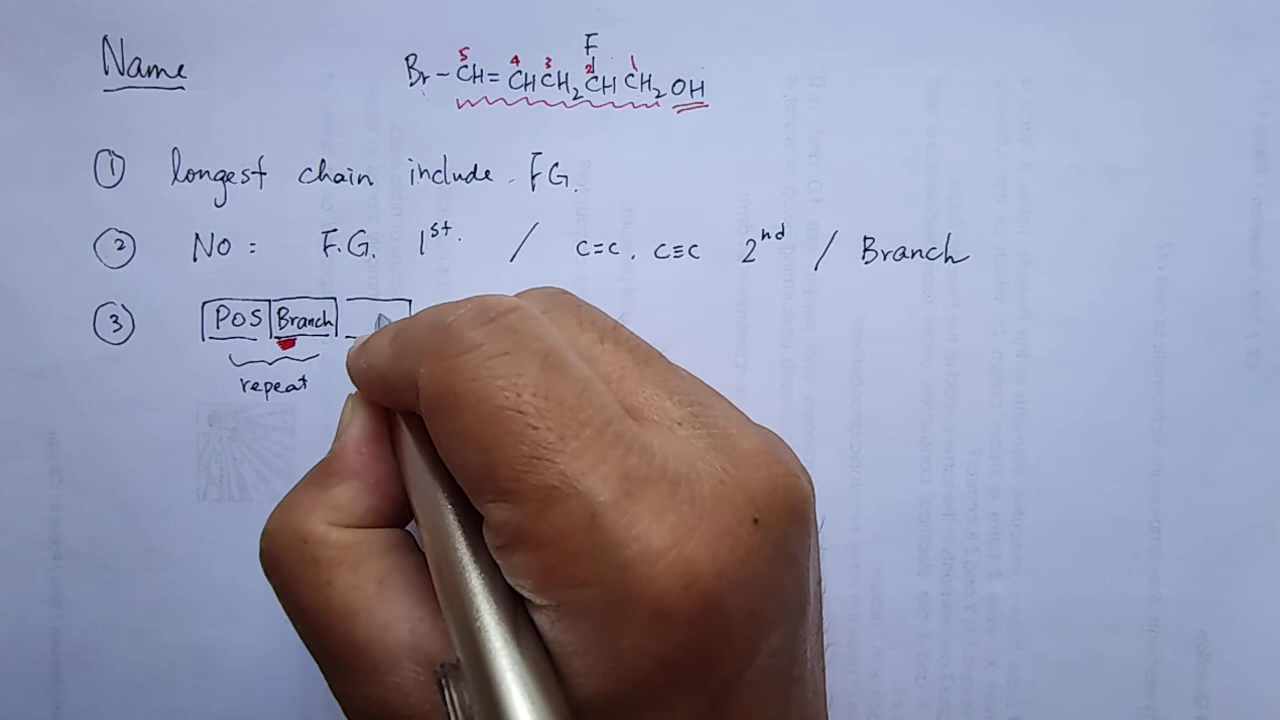 Name
F
5 4 3 2 1
Br-CH=CHCH₂CHCH₂OH
① longest chain include FG.
② No: F.G. 1st. / C=C, C≡C 2nd / Branch
③ POS Branch
repeat